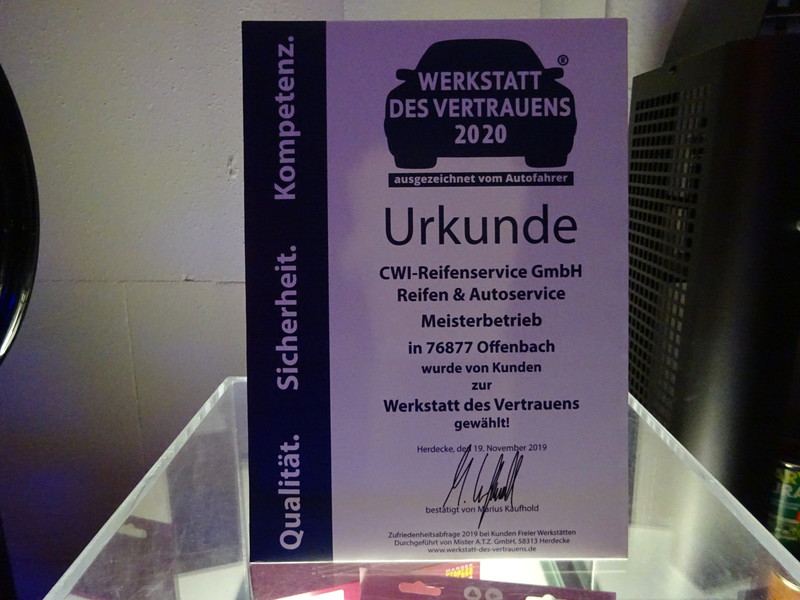 Qualität. Sicherheit. Kompetenz.
WERKSTATT
DES VERTRAUENS
2020
®
ausgezeichnet vom Autofahrer
Urkunde
CWI-Reifenservice GmbH
Reifen & Autoservice
Meisterbetrieb
in 76877 Offenbach
wurde von Kunden
zur
Werkstatt des Vertrauens
gewählt!
Herdecke, den 19. November 2019
bestätigt von Marius Kaufhold
Zufriedenheitsabfrage 2019 bei Kunden Freier Werkstätten
Durchgeführt von Mister A.T.Z. GmbH, 58313 Herdecke
www.werkstatt-des-vertrauens.de